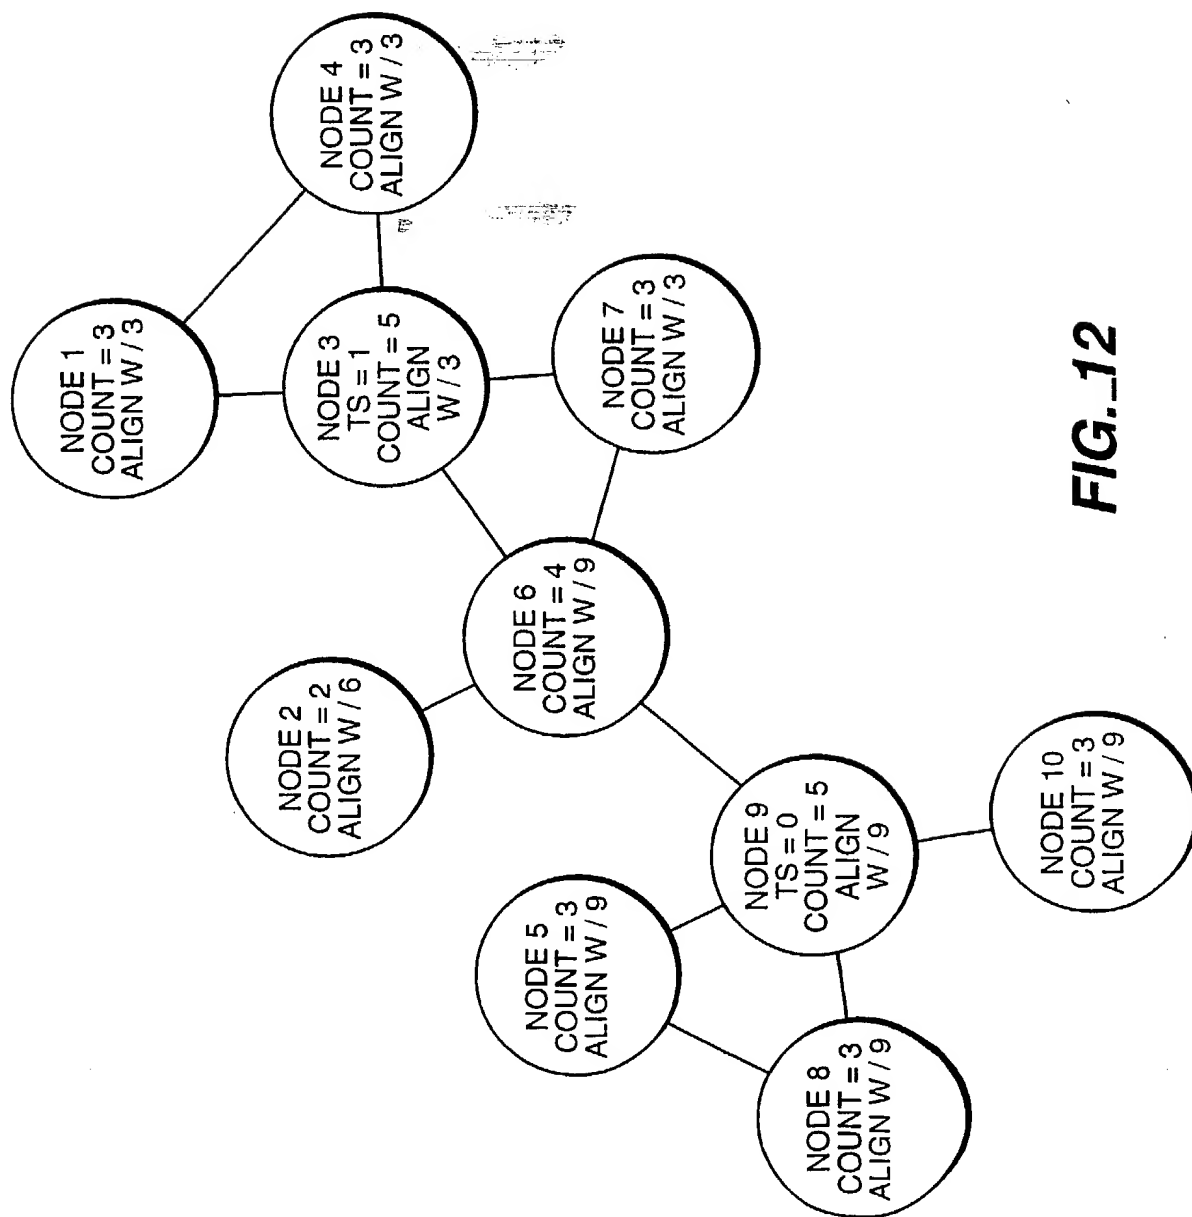 NODE 1
COUNT = 3
ALIGN W / 3
NODE 4
COUNT = 3
ALIGN W / 3
NODE 3
TS = 1
COUNT = 5
ALIGN
W / 3
NODE 7
COUNT = 3
ALIGN W / 3
NODE 2
COUNT = 2
ALIGN W / 6
NODE 6
COUNT = 4
ALIGN W / 9
NODE 5
COUNT = 3
ALIGN W / 9
NODE 9
TS = 0
COUNT = 5
ALIGN
W / 9
NODE 8
COUNT = 3
ALIGN W / 9
NODE 10
COUNT = 3
ALIGN W / 9
FIG._12